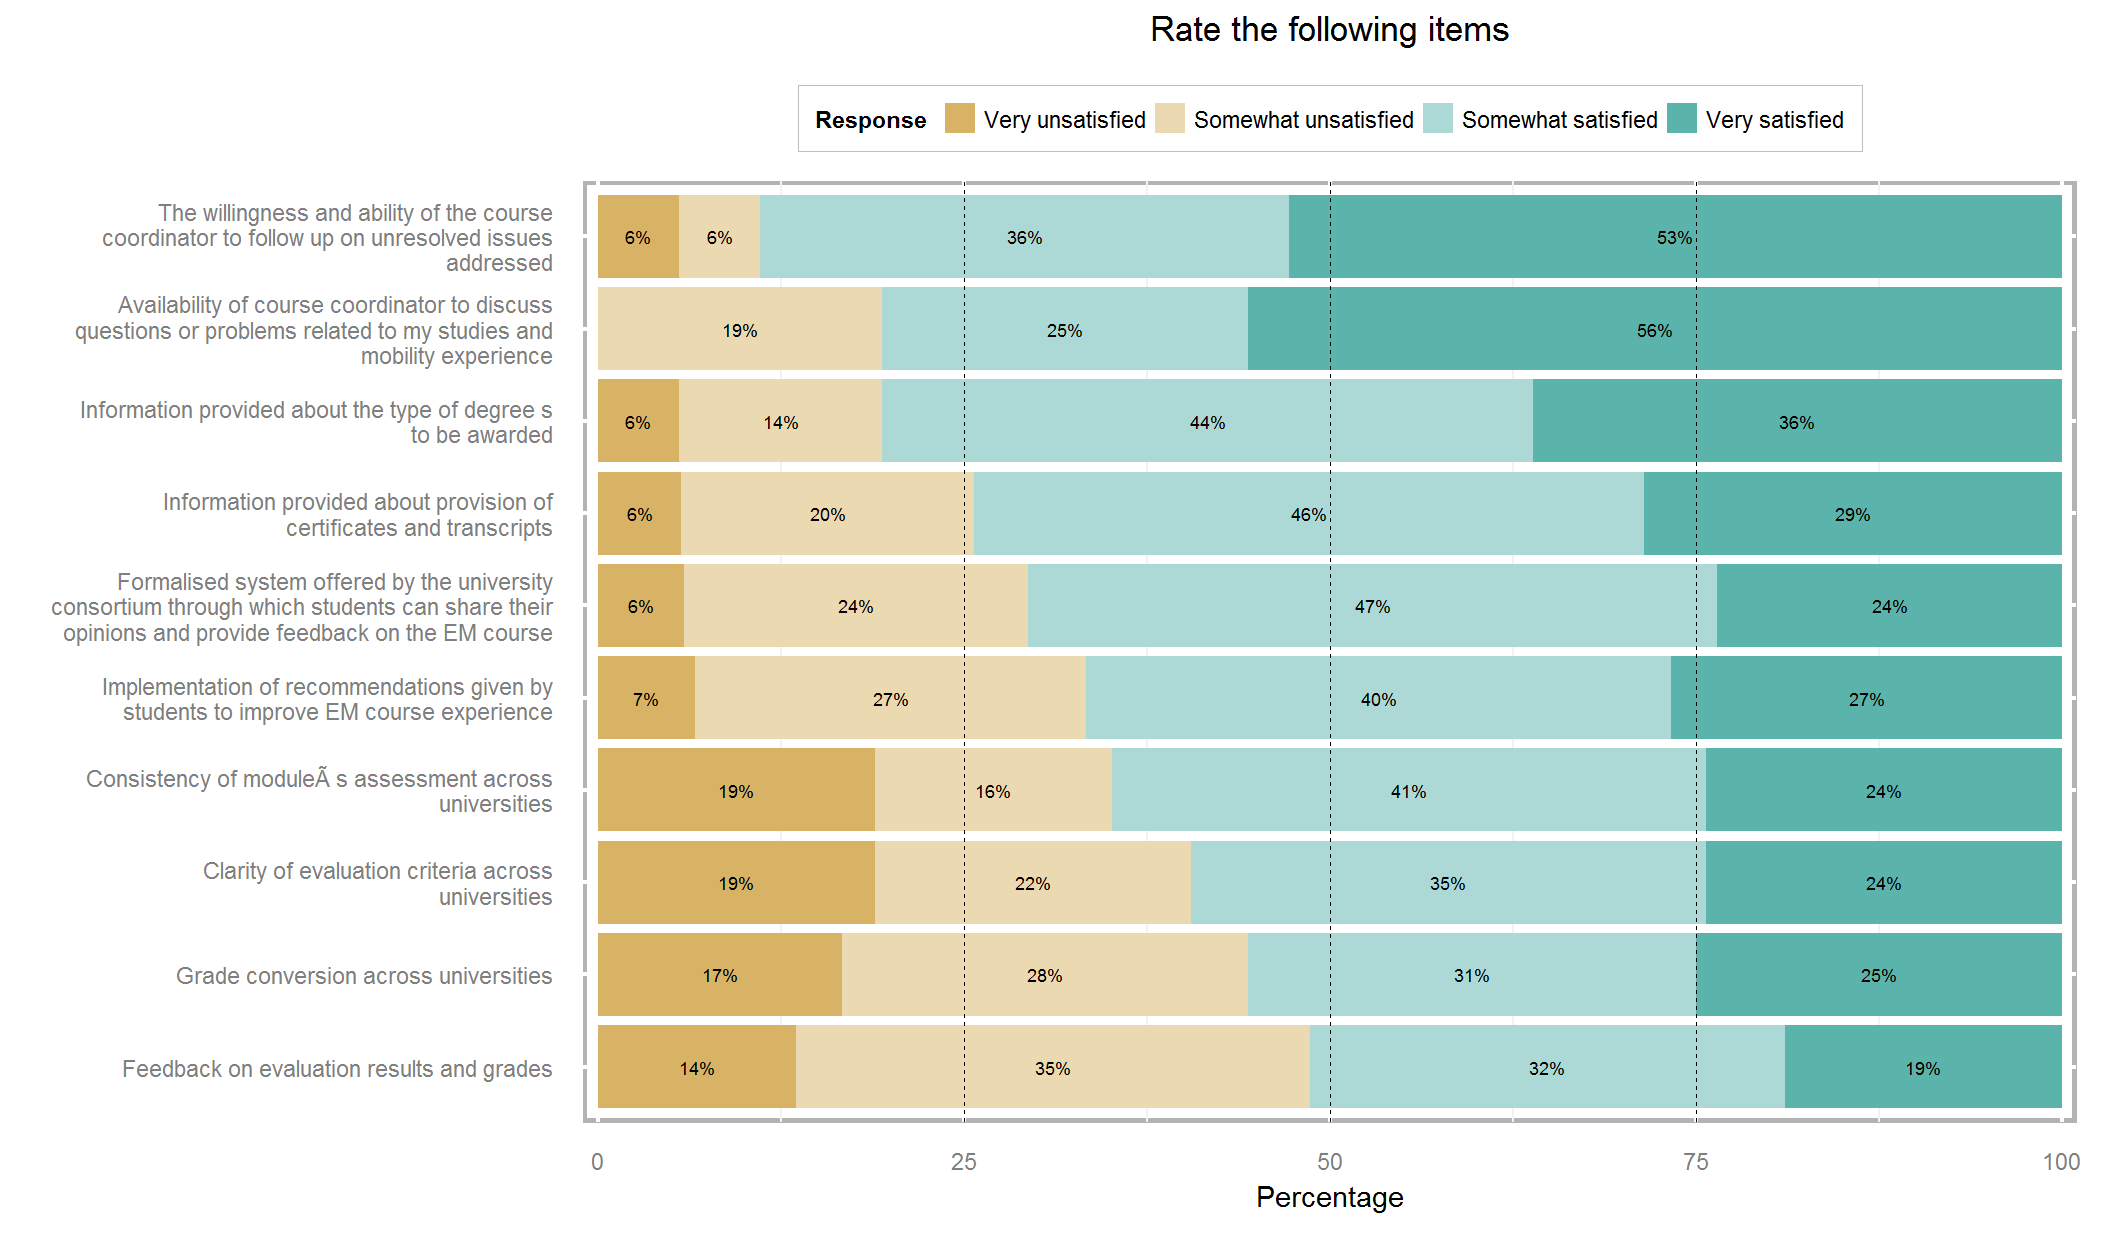 Rate the following items
Response Very unsatisfied Somewhat unsatisfied Somewhat satisfied Very satisfied
The willingness and ability of the course
coordinator to follow up on unresolved issues
addressed
6% 6% 36% 53%
Availability of course coordinator to discuss
questions or problems related to my studies and
mobility experience
19% 25% 56%
Information provided about the type of degree s
to be awarded
6% 14% 44% 36%
Information provided about provision of
certificates and transcripts
6% 20% 46% 29%
Formalised system offered by the university
consortium through which students can share their
opinions and provide feedback on the EM course
6% 24% 47% 24%
Implementation of recommendations given by
students to improve EM course experience
7% 27% 40% 27%
Consistency of moduleÃ s assessment across
universities
19% 16% 41% 24%
Clarity of evaluation criteria across
universities
19% 22% 35% 24%
Grade conversion across universities
17% 28% 31% 25%
Feedback on evaluation results and grades
14% 35% 32% 19%
0 25 50 75 100
Percentage